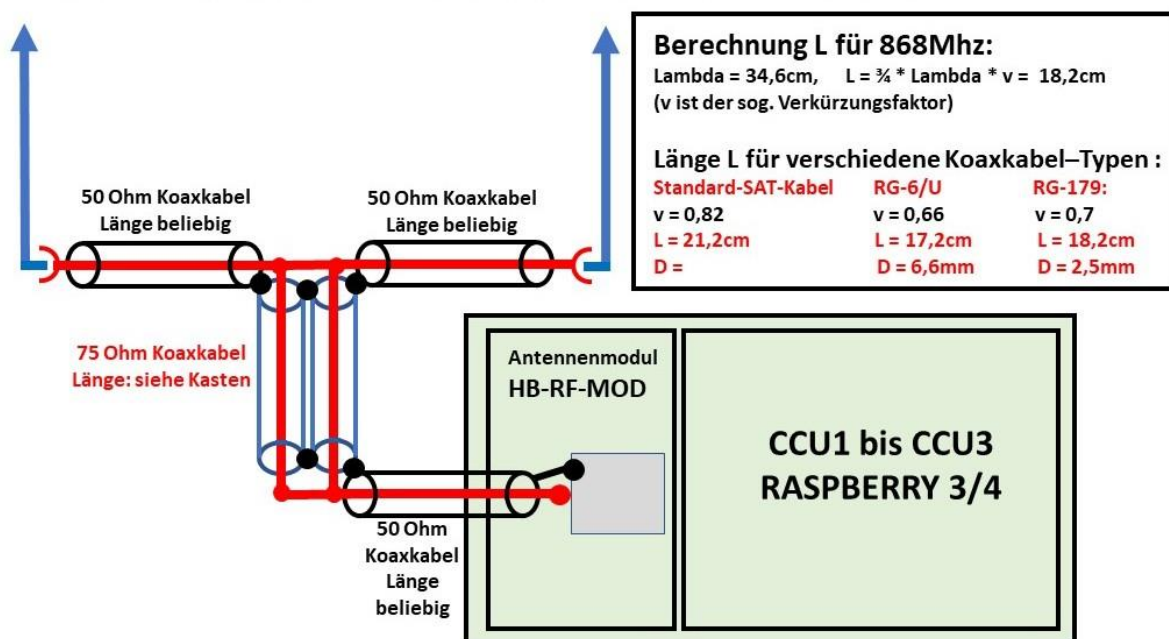 Berechnung L für 868Mhz:
Lambda = 34,6cm, L = ¾ * Lambda * v = 18,2cm
(v ist der sog. Verkürzungsfaktor)
Länge L für verschiedene Koaxkabel–Typen :
Standard-SAT-Kabel RG-6/U RG-179:
v = 0,82 v = 0,66 v = 0,7
L = 21,2cm L = 17,2cm L = 18,2cm
D = D = 6,6mm D = 2,5mm
50 Ohm Koaxkabel
Länge beliebig
50 Ohm Koaxkabel
Länge beliebig
75 Ohm Koaxkabel
Länge: siehe Kasten
Antennenmodul
HB-RF-MOD
CCU1 bis CCU3
RASPBERRY 3/4
50 Ohm
Koaxkabel
Länge
beliebig